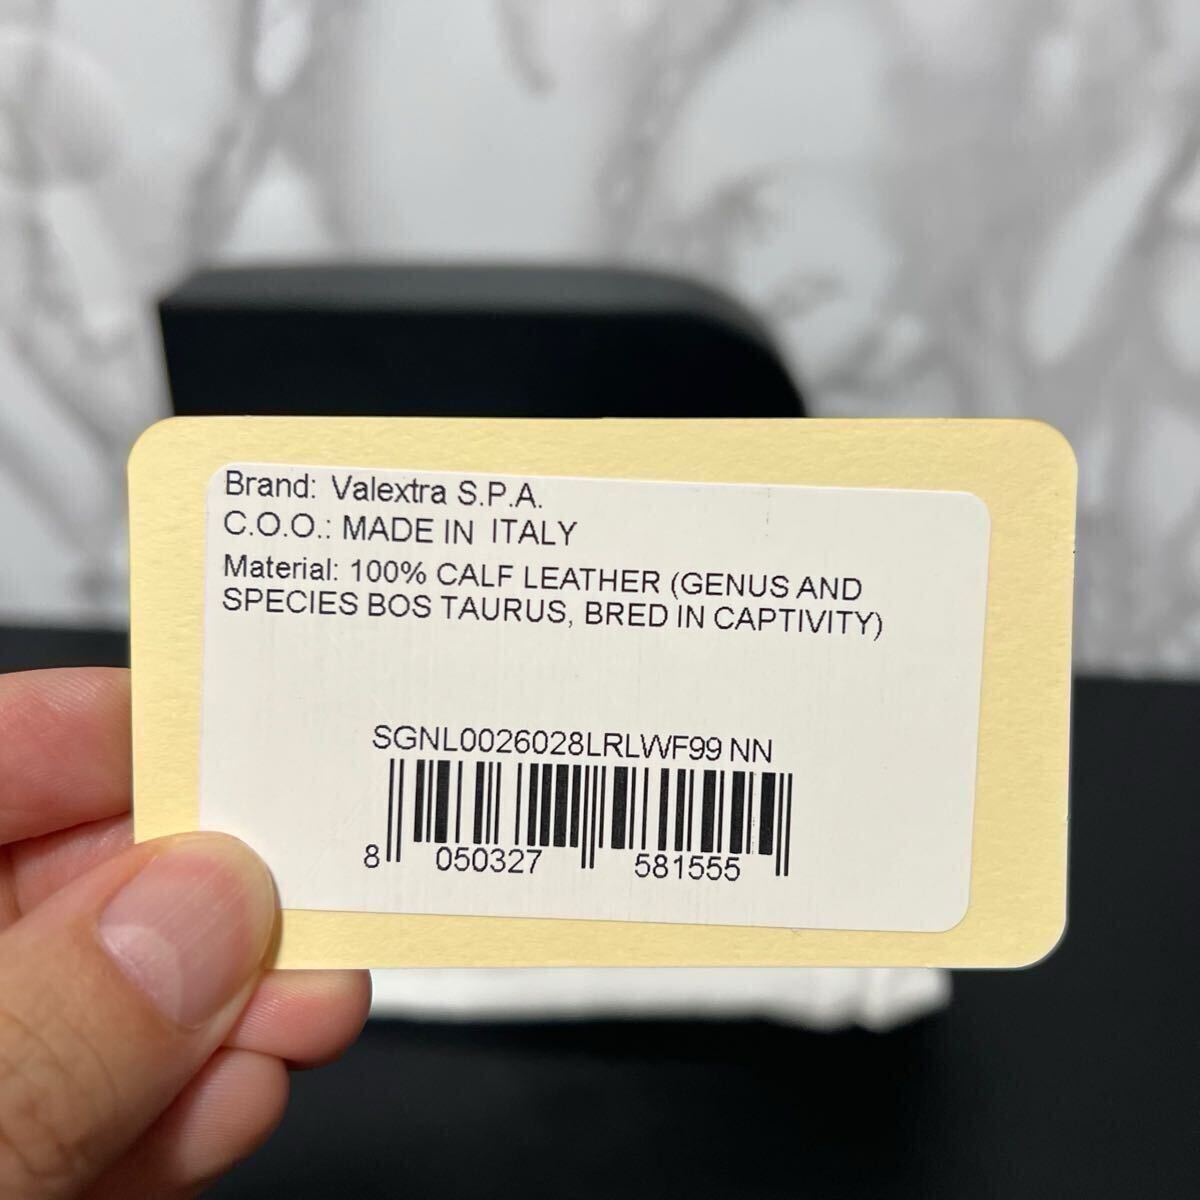 Brand: Valextra S.P.A.
C.O.O.: MADE IN ITALY
Material: 100% CALF LEATHER (GENUS AND
SPECIES BOS TAURUS, BRED IN CAPTIVITY)
SGNL0026028LRLWF99 NN
8 050327 581555